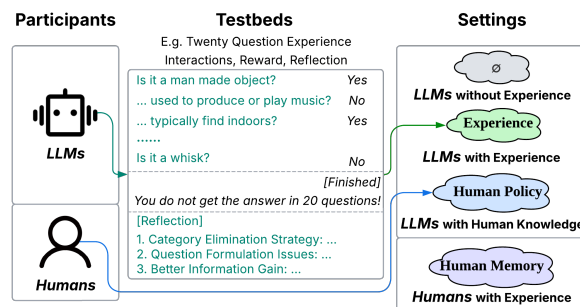 Participants
Testbeds
Settings
E.g. Twenty Question Experience
Interactions, Reward, Reflection
Is it a man made object? Yes
... used to produce or play music? No
... typically find indoors? Yes
......
Is it a whisk? No
[Finished]
You do not get the answer in 20 questions!
[Reflection]
1. Category Elimination Strategy: ...
2. Question Formulation Issues: ...
3. Better Information Gain: ...
LLMs
Humans
∅
LLMs without Experience
Experience
LLMs with Experience
Human Policy
LLMs with Human Knowledge
Human Memory
Humans with Experience